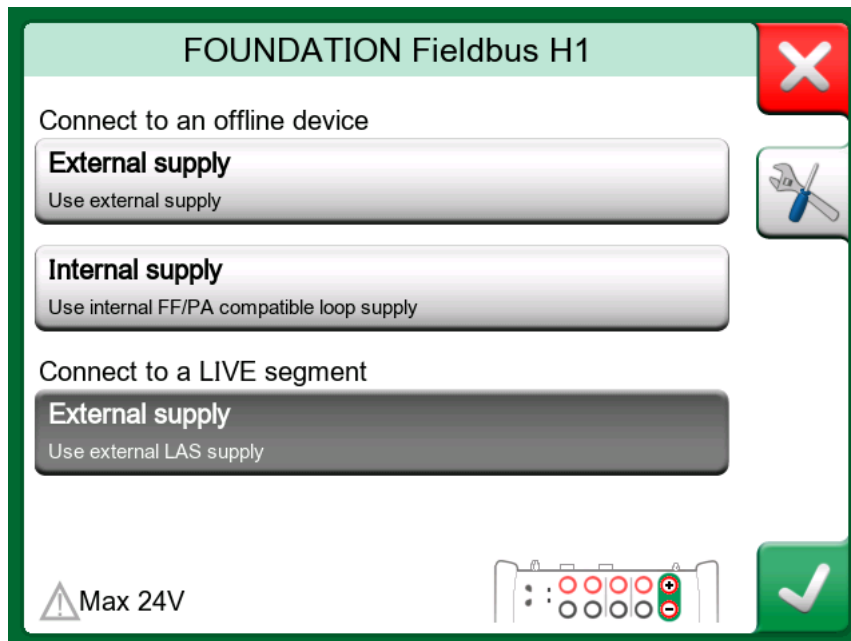 FOUNDATION Fieldbus H1
Connect to an offline device
External supply
Use external supply
Internal supply
Use internal FF/PA compatible loop supply
Connect to a LIVE segment
External supply
Use external LAS supply
Max 24V